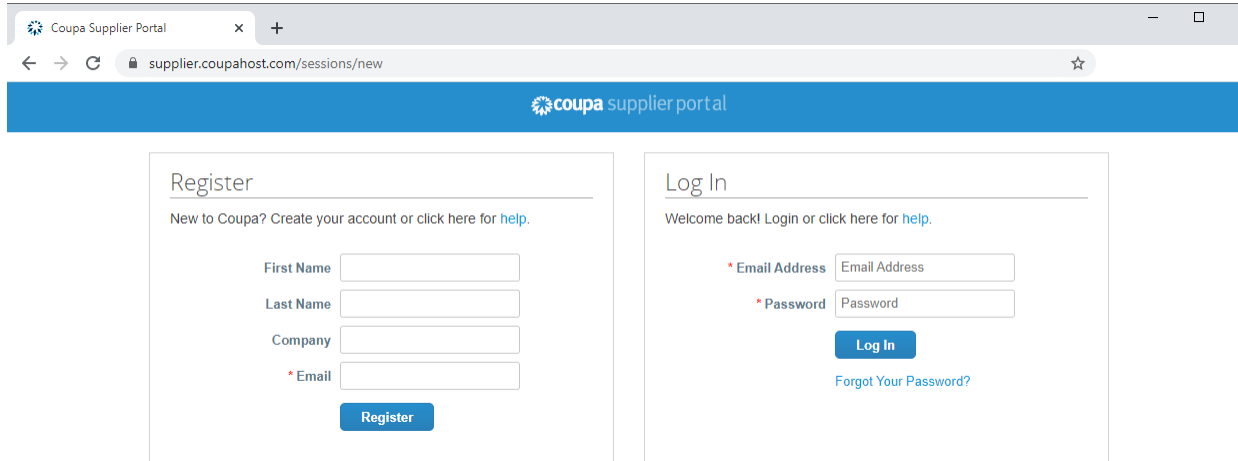 Coupa Supplier Portal
supplier.coupahost.com/sessions/new
coupa supplier portal
Register
New to Coupa? Create your account or click here for help.
First Name
Last Name
Company
* Email
Register
Log In
Welcome back! Login or click here for help.
* Email Address Email Address
* Password Password
Log In
Forgot Your Password?